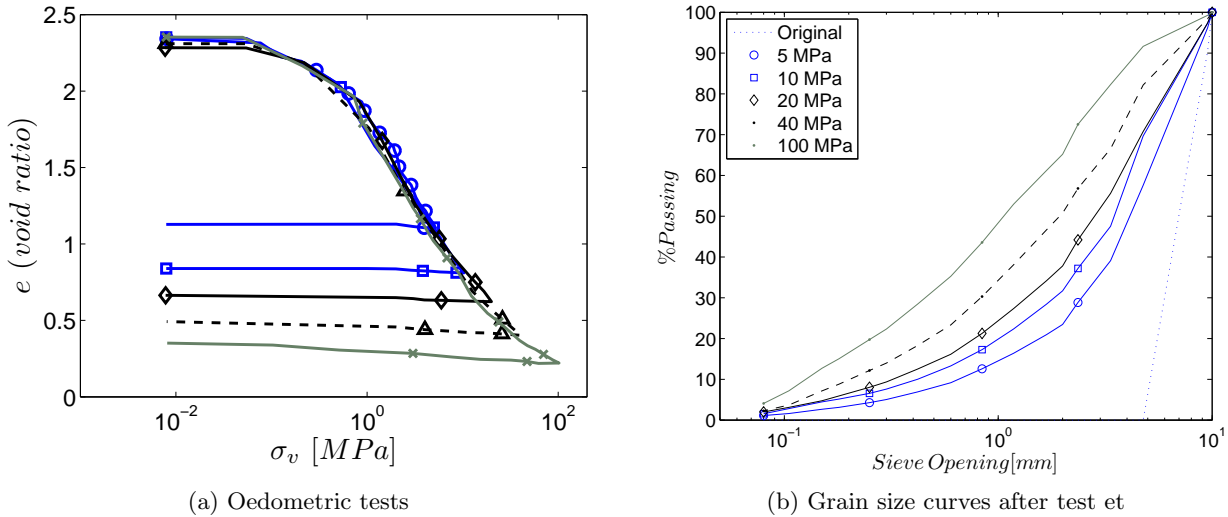 2.5
2
1.5
1
0.5
0
e (void ratio)
10^-2
10^0
10^2
σ_v [MPa]
(a) Oedometric tests
100
90
80
70
60
50
40
30
20
10
0
%Passing
Original
5 MPa
10 MPa
20 MPa
40 MPa
100 MPa
10^-1
10^0
10^1
Sieve Opening[mm]
(b) Grain size curves after test et